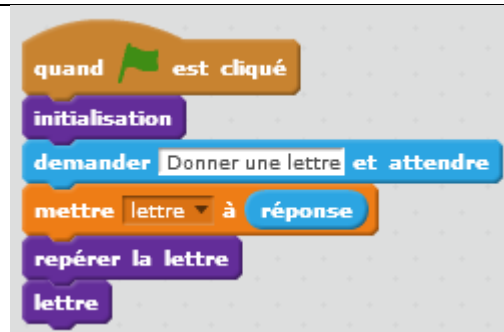 quand est cliqué
initialisation
demander Donner une lettre et attendre
mettre lettre à réponse
repérer la lettre
lettre